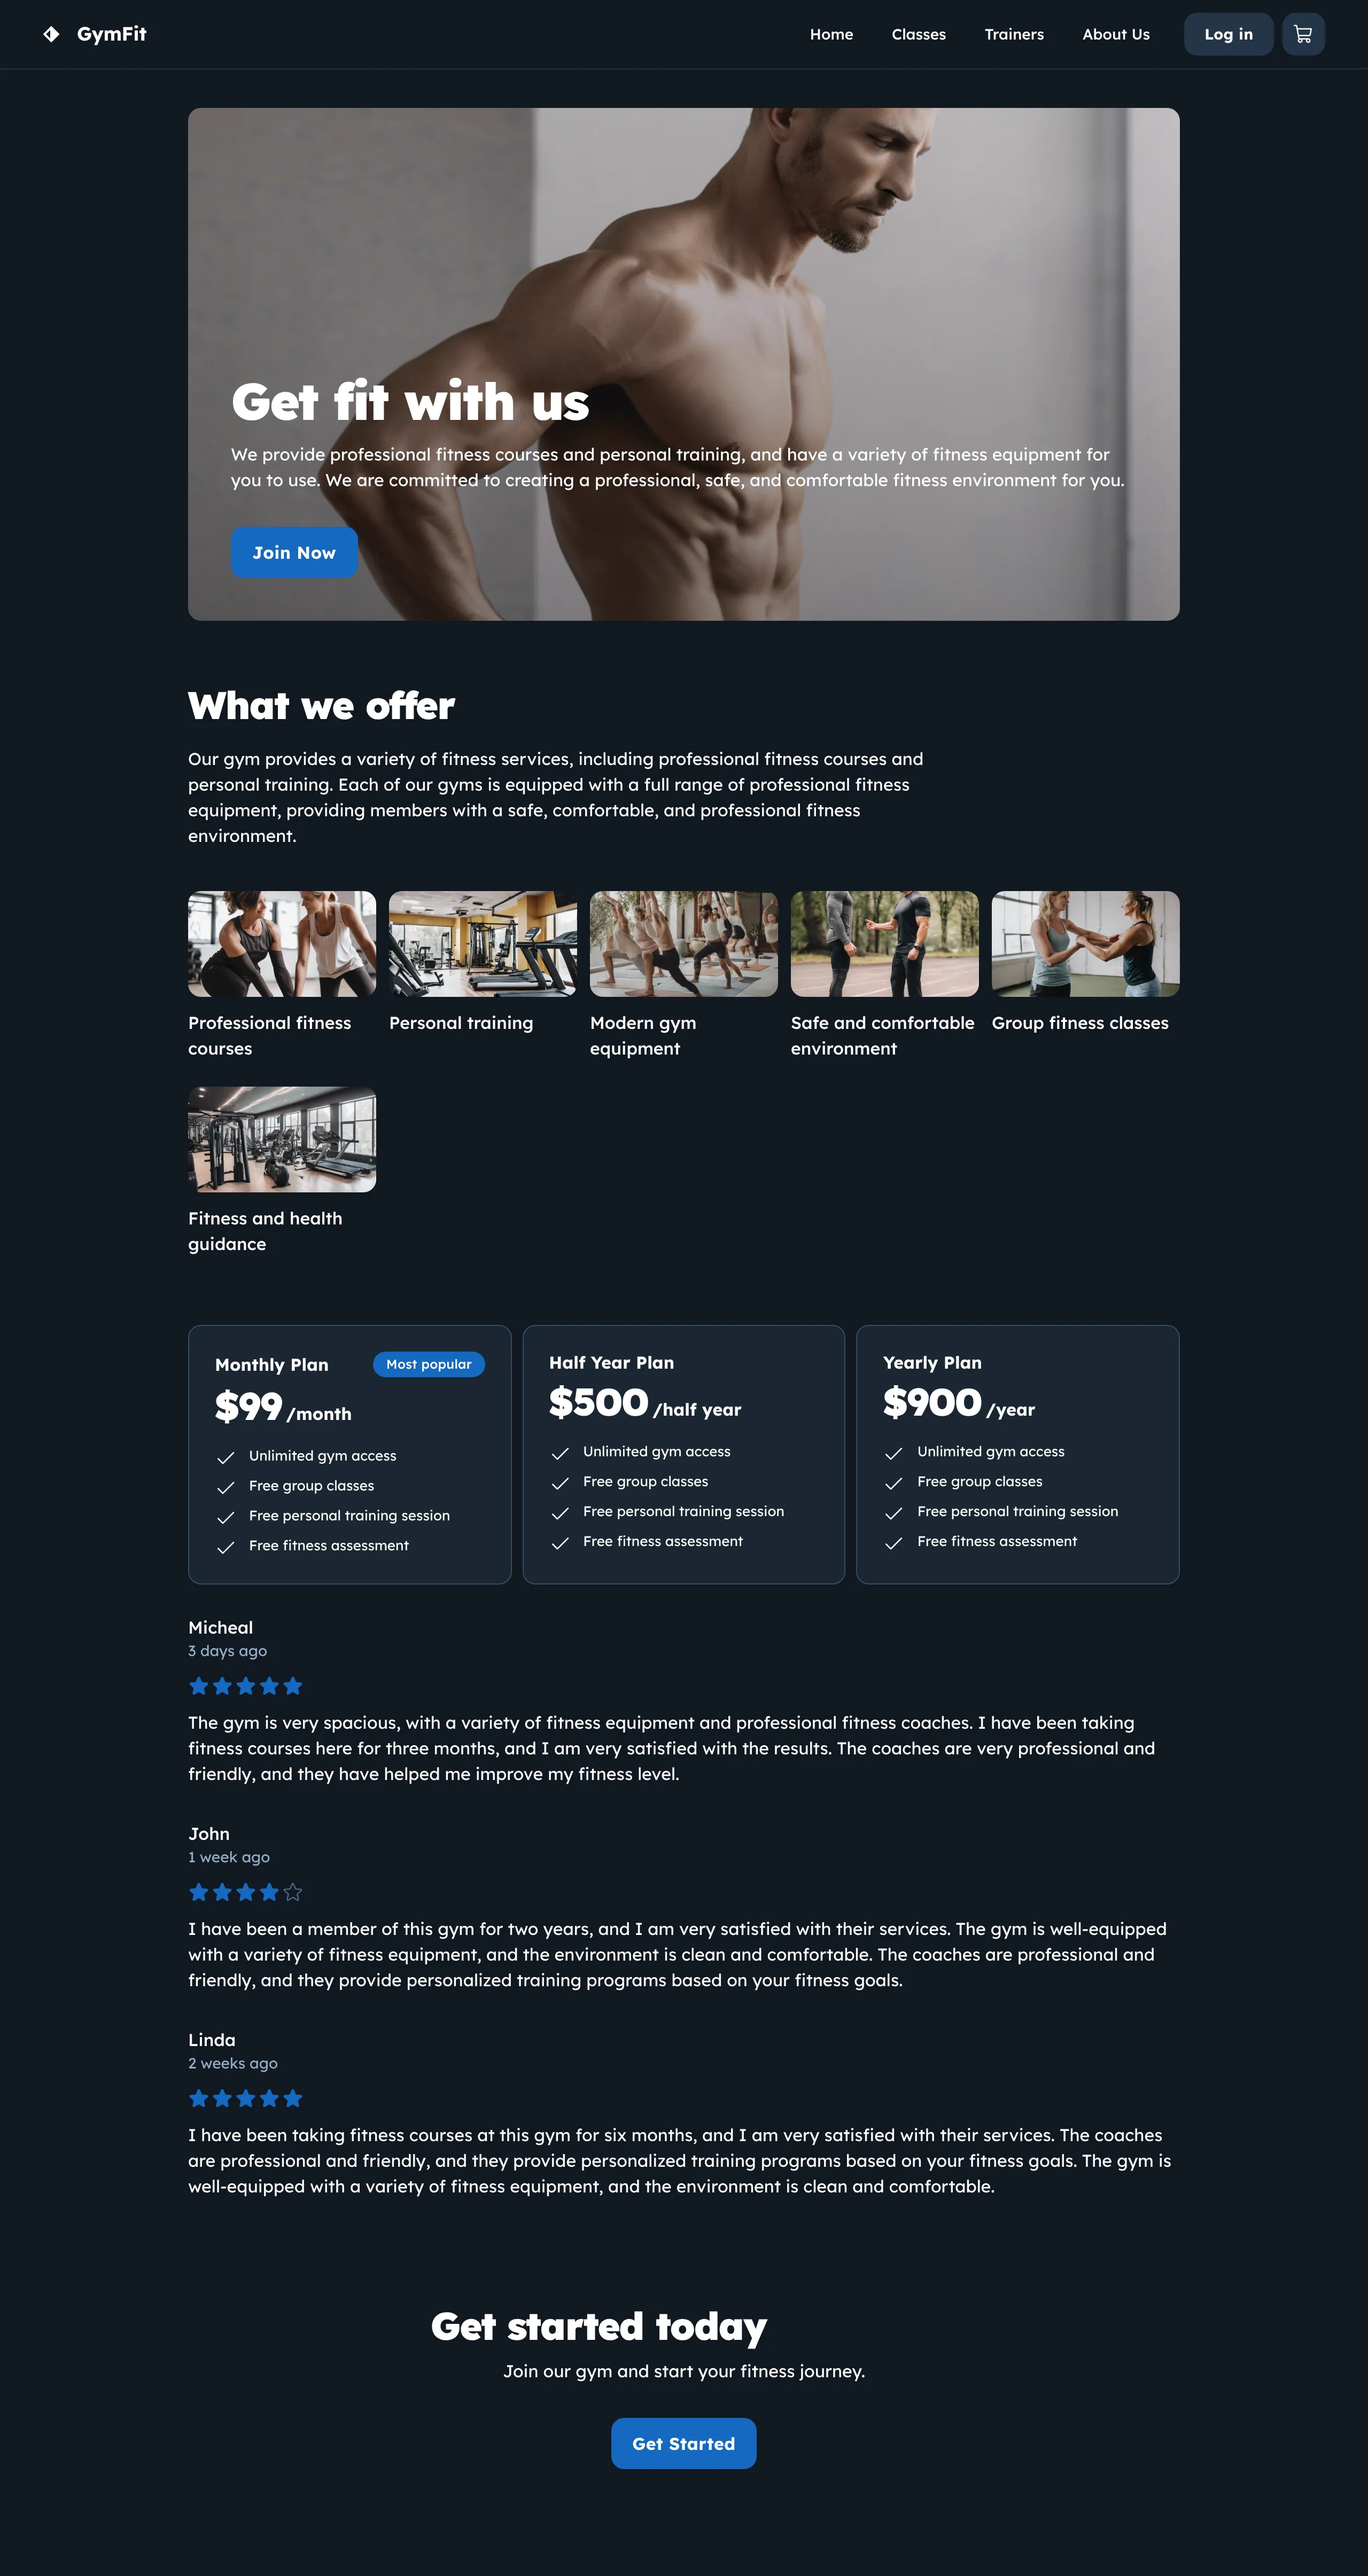 GymFit
Home
Classes
Trainers
About Us
Log in
Get fit with us
We provide professional fitness courses and personal training, and have a variety of fitness equipment for
you to use. We are committed to creating a professional, safe, and comfortable fitness environment for you.
Join Now
What we offer
Our gym provides a variety of fitness services, including professional fitness courses and
personal training. Each of our gyms is equipped with a full range of professional fitness
equipment, providing members with a safe, comfortable, and professional fitness
environment.
Professional fitness
courses
Personal training
Modern gym
equipment
Safe and comfortable
environment
Group fitness classes
Fitness and health
guidance
Monthly Plan
Most popular
$99 /month
Unlimited gym access
Free group classes
Free personal training session
Free fitness assessment
Half Year Plan
$500 /half year
Unlimited gym access
Free group classes
Free personal training session
Free fitness assessment
Yearly Plan
$900 /year
Unlimited gym access
Free group classes
Free personal training session
Free fitness assessment
Micheal
3 days ago
The gym is very spacious, with a variety of fitness equipment and professional fitness coaches. I have been taking
fitness courses here for three months, and I am very satisfied with the results. The coaches are very professional and
friendly, and they have helped me improve my fitness level.
John
1 week ago
I have been a member of this gym for two years, and I am very satisfied with their services. The gym is well-equipped
with a variety of fitness equipment, and the environment is clean and comfortable. The coaches are professional and
friendly, and they provide personalized training programs based on your fitness goals.
Linda
2 weeks ago
I have been taking fitness courses at this gym for six months, and I am very satisfied with their services. The coaches
are professional and friendly, and they provide personalized training programs based on your fitness goals. The gym is
well-equipped with a variety of fitness equipment, and the environment is clean and comfortable.
Get started today
Join our gym and start your fitness journey.
Get Started